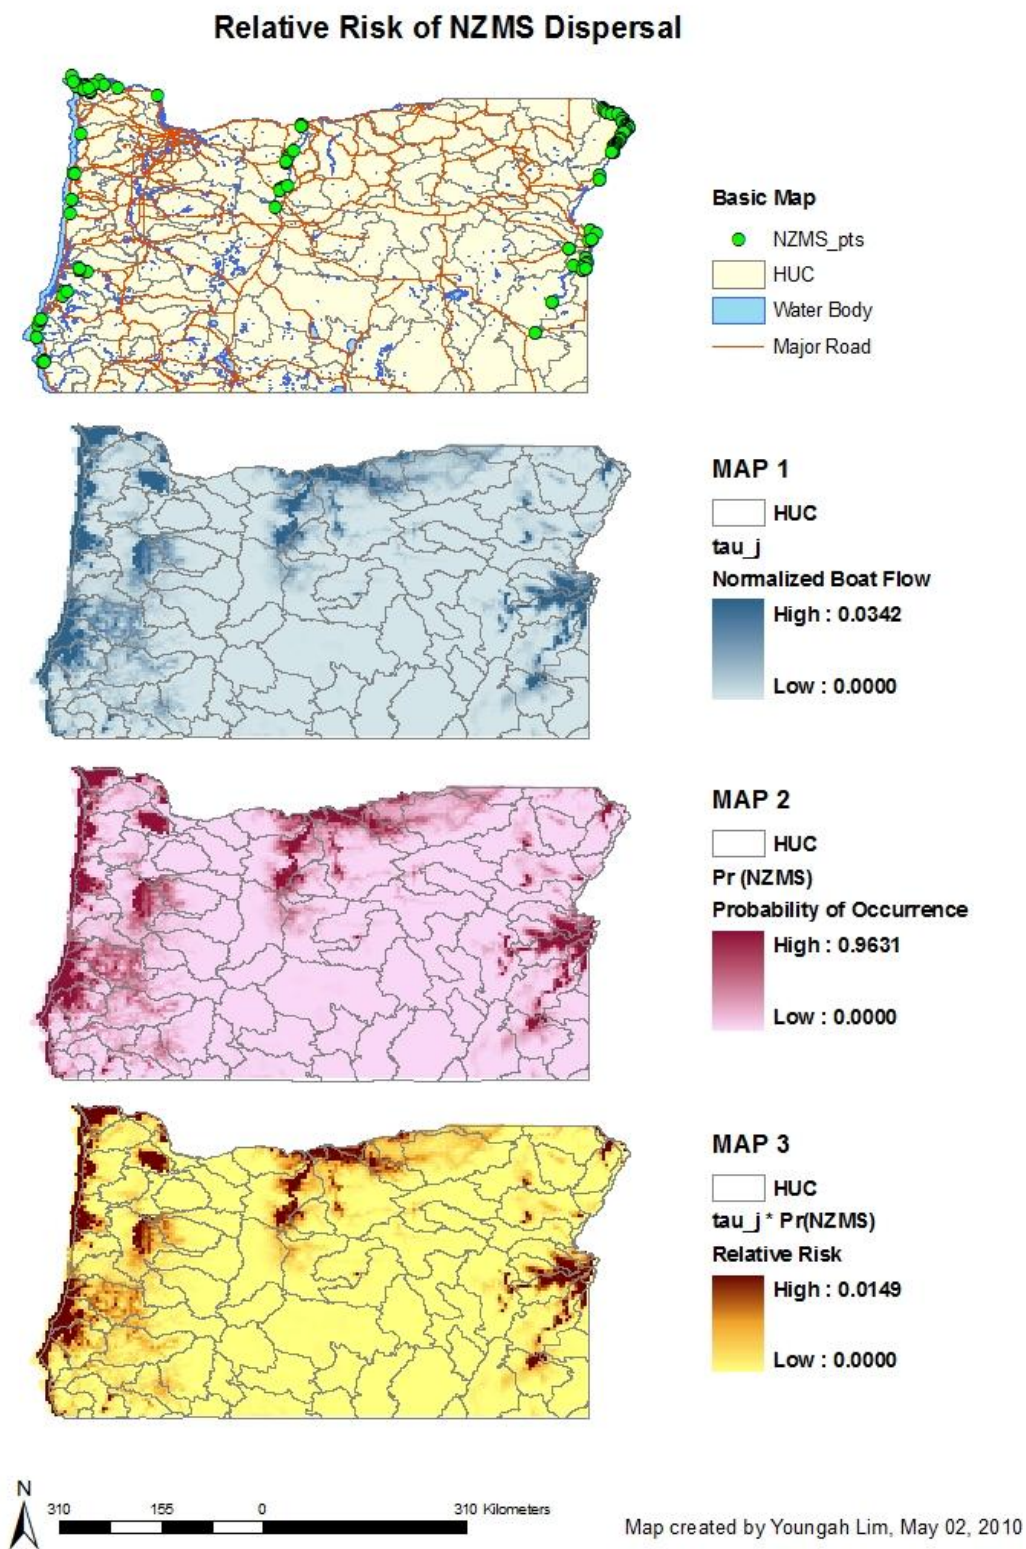 Relative Risk of NZMS Dispersal
Basic Map
NZMS_pts
HUC
Water Body
Major Road
MAP 1
HUC
tau_j
Normalized Boat Flow
High : 0.0342
Low : 0.0000
MAP 2
HUC
Pr (NZMS)
Probability of Occurrence
High : 0.9631
Low : 0.0000
MAP 3
HUC
tau_j * Pr(NZMS)
Relative Risk
High : 0.0149
Low : 0.0000
N
310 155 0 310 Kilometers
Map created by Youngah Lim, May 02, 2010